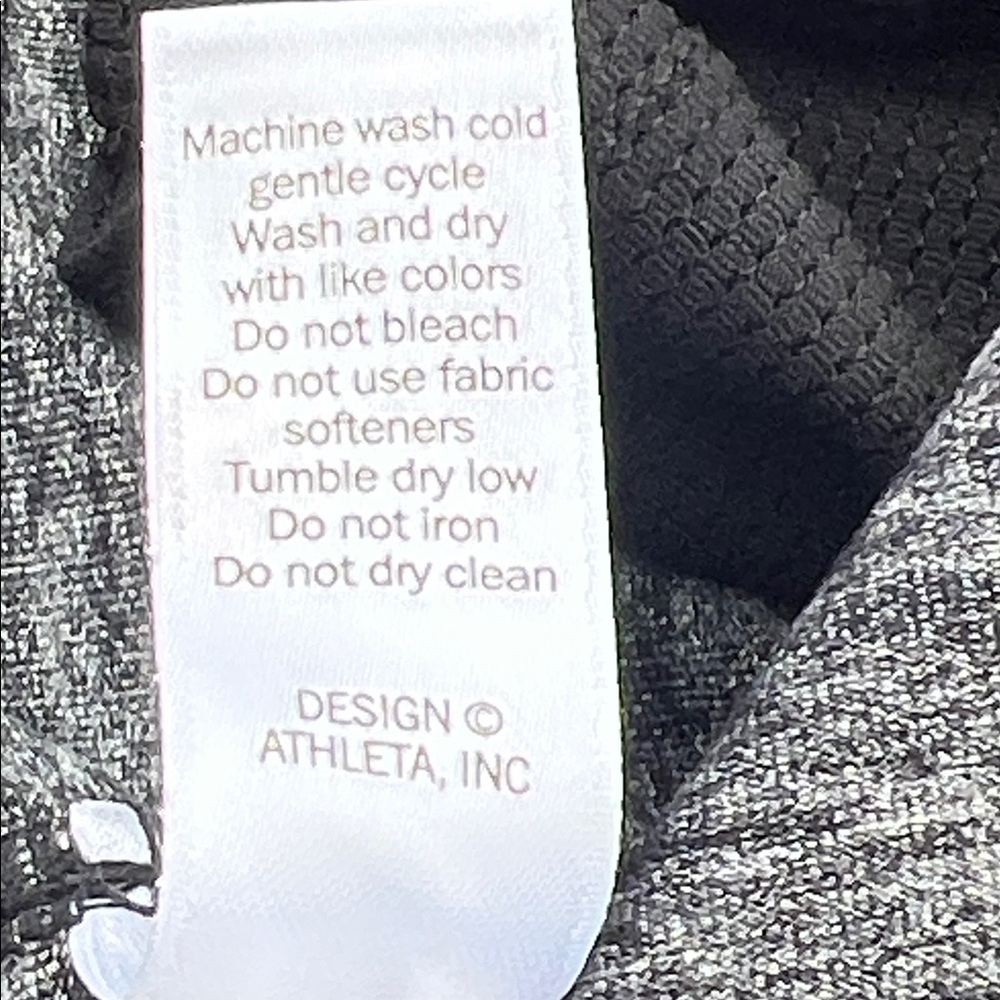 Machine wash cold
gentle cycle
Wash and dry
with like colors
Do not bleach
Do not use fabric
softeners
Tumble dry low
Do not iron
Do not dry clean
DESIGN ©
ATHLETA, INC